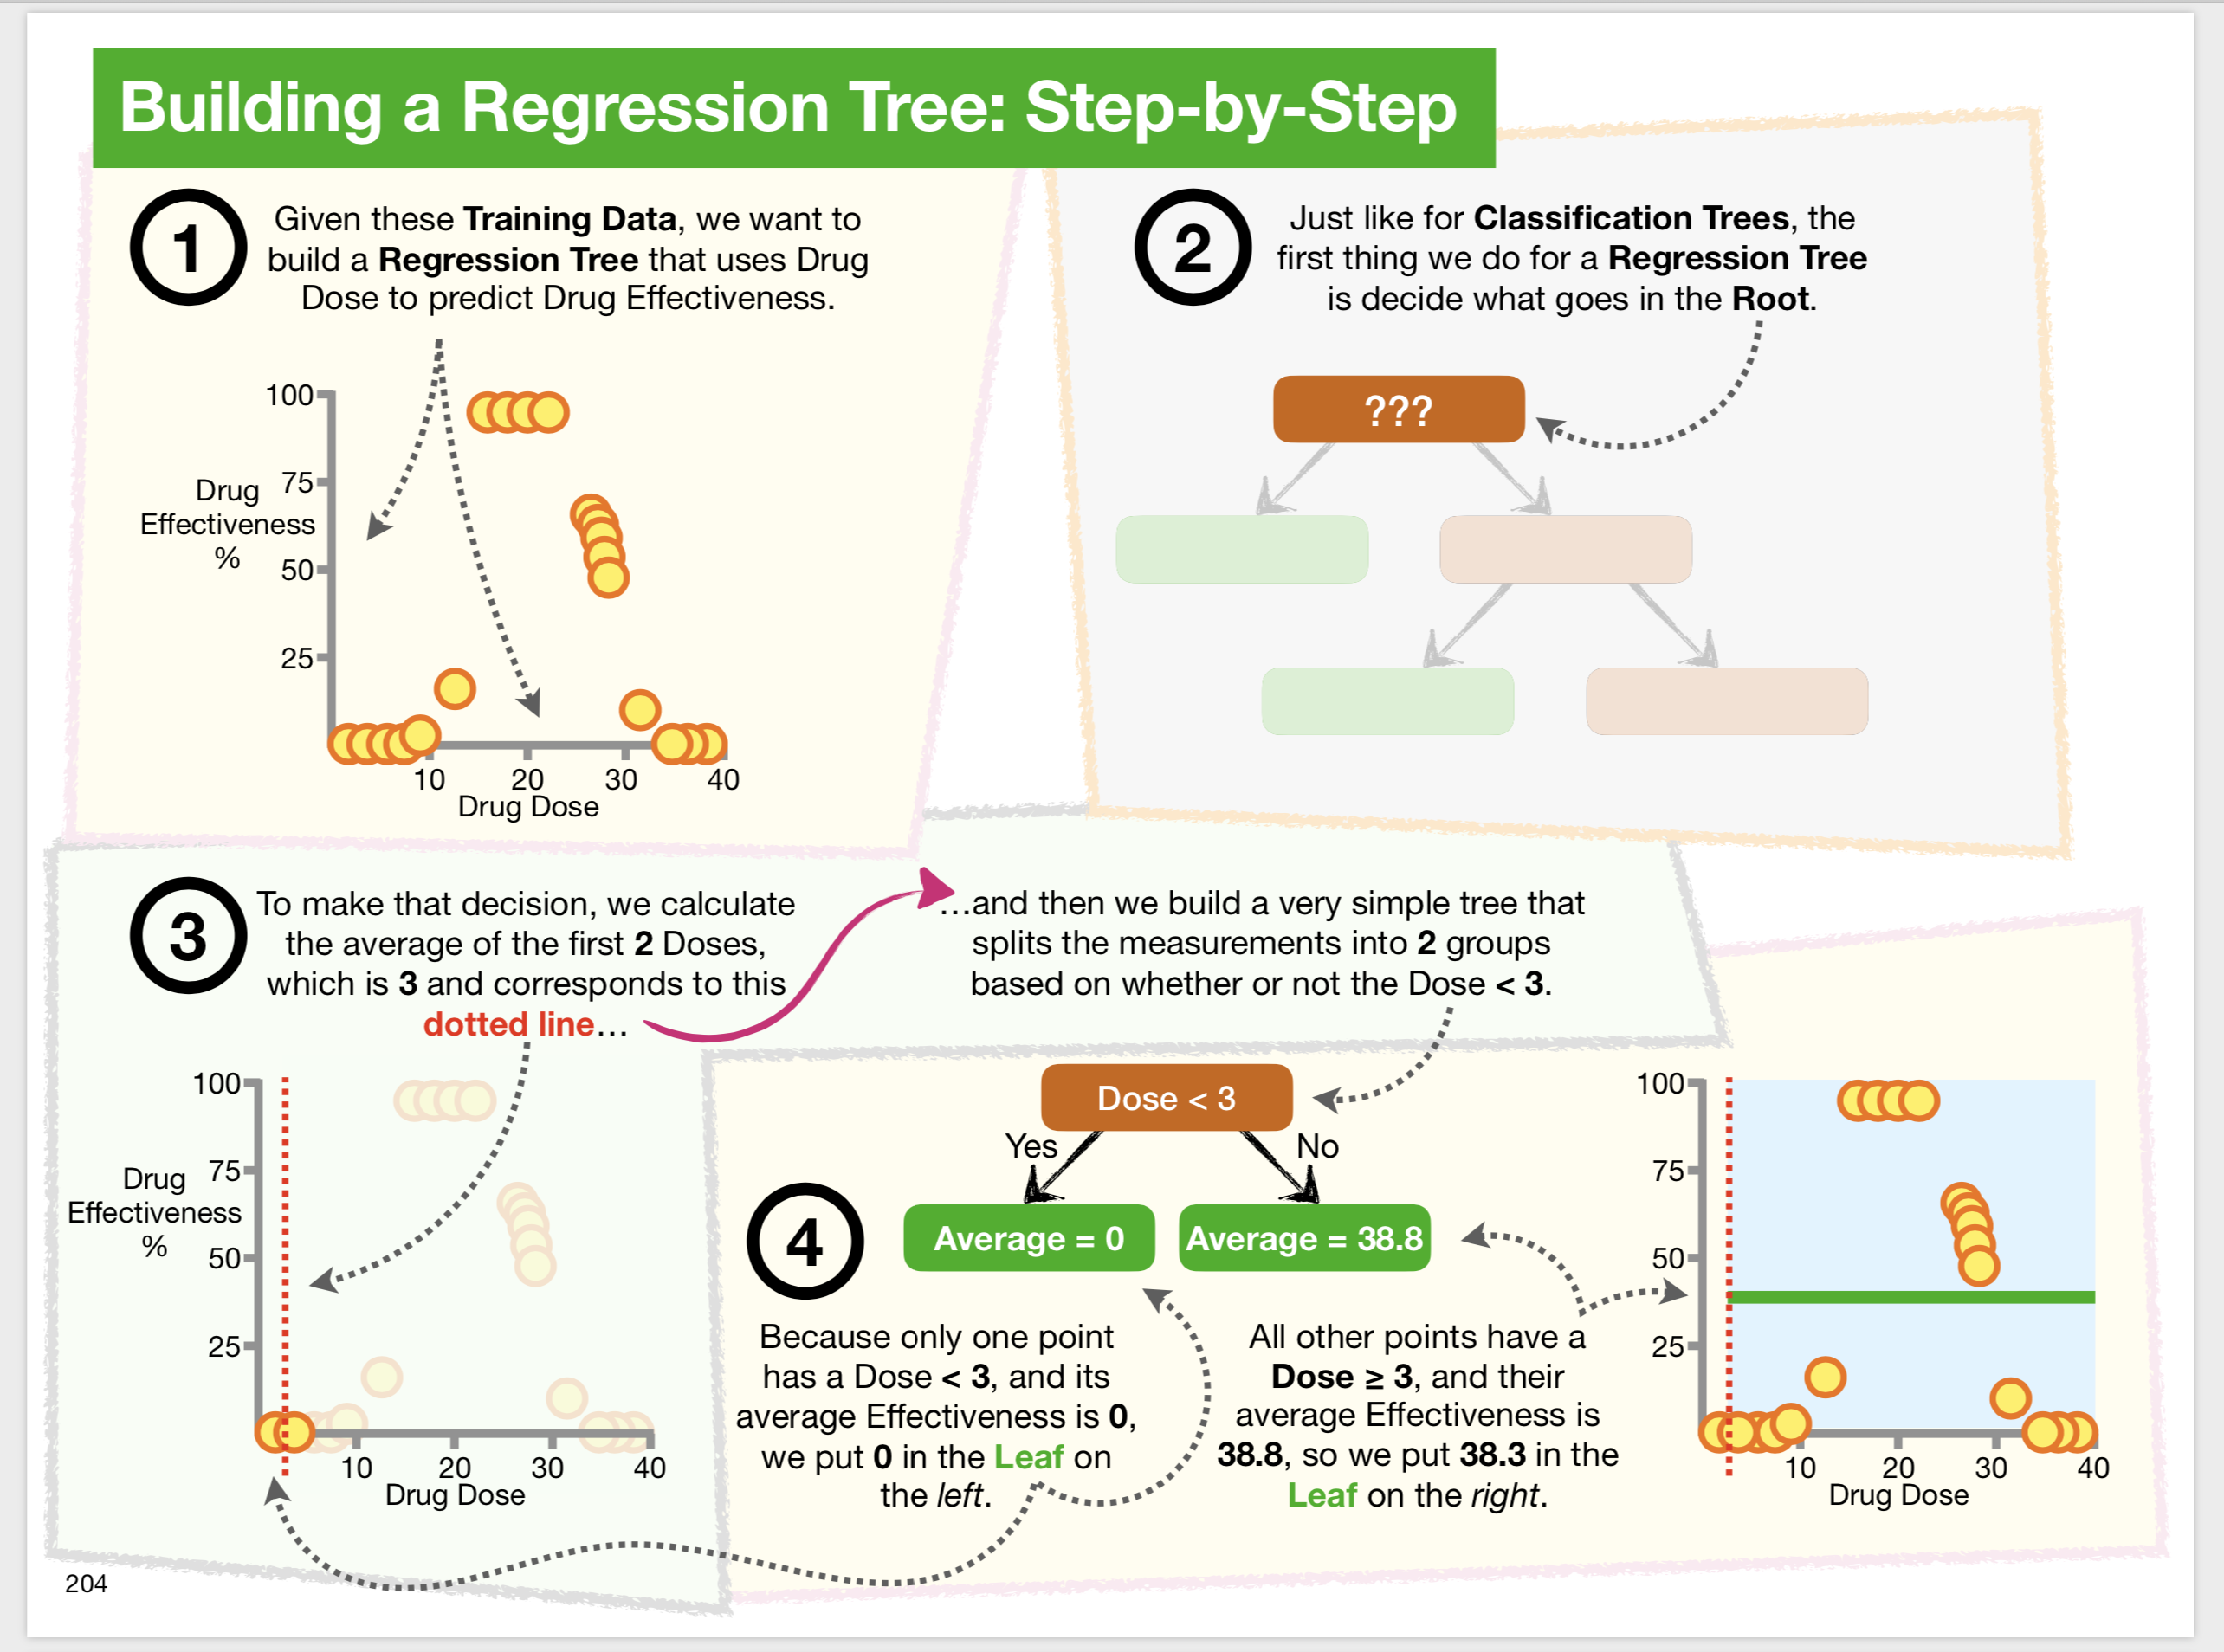 Building a Regression Tree: Step-by-Step
1
Given these Training Data, we want to
build a Regression Tree that uses Drug
Dose to predict Drug Effectiveness.
100
75
50
25
Drug
Effectiveness
%
10 20 30 40
Drug Dose
2
Just like for Classification Trees, the
first thing we do for a Regression Tree
is decide what goes in the Root.
???
3
To make that decision, we calculate
the average of the first 2 Doses,
which is 3 and corresponds to this
dotted line…
…and then we build a very simple tree that
splits the measurements into 2 groups
based on whether or not the Dose < 3.
100
75
50
25
Drug
Effectiveness
%
10 20 30 40
Drug Dose
4
Dose < 3
Yes No
Average = 0 Average = 38.8
Because only one point
has a Dose < 3, and its
average Effectiveness is 0,
we put 0 in the Leaf on
the left.
All other points have a
Dose ≥ 3, and their
average Effectiveness is
38.8, so we put 38.3 in the
Leaf on the right.
100
75
50
25
10 20 30 40
Drug Dose
204